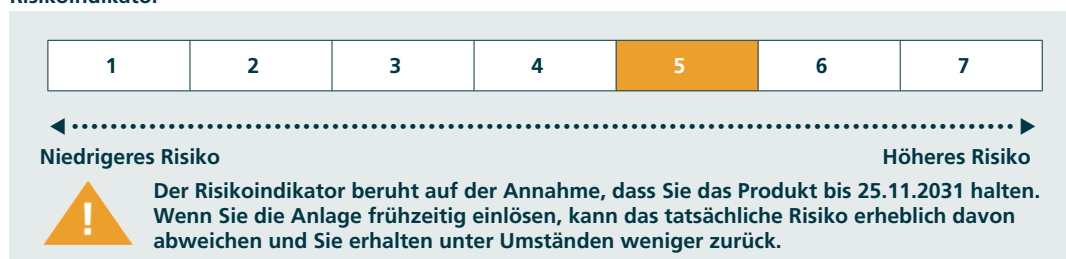 Risikoindikator
1 2 3 4 5 6 7
Niedrigeres Risiko Höheres Risiko
! Der Risikoindikator beruht auf der Annahme, dass Sie das Produkt bis 25.11.2031 halten.
Wenn Sie die Anlage frühzeitig einlösen, kann das tatsächliche Risiko erheblich davon
abweichen und Sie erhalten unter Umständen weniger zurück.